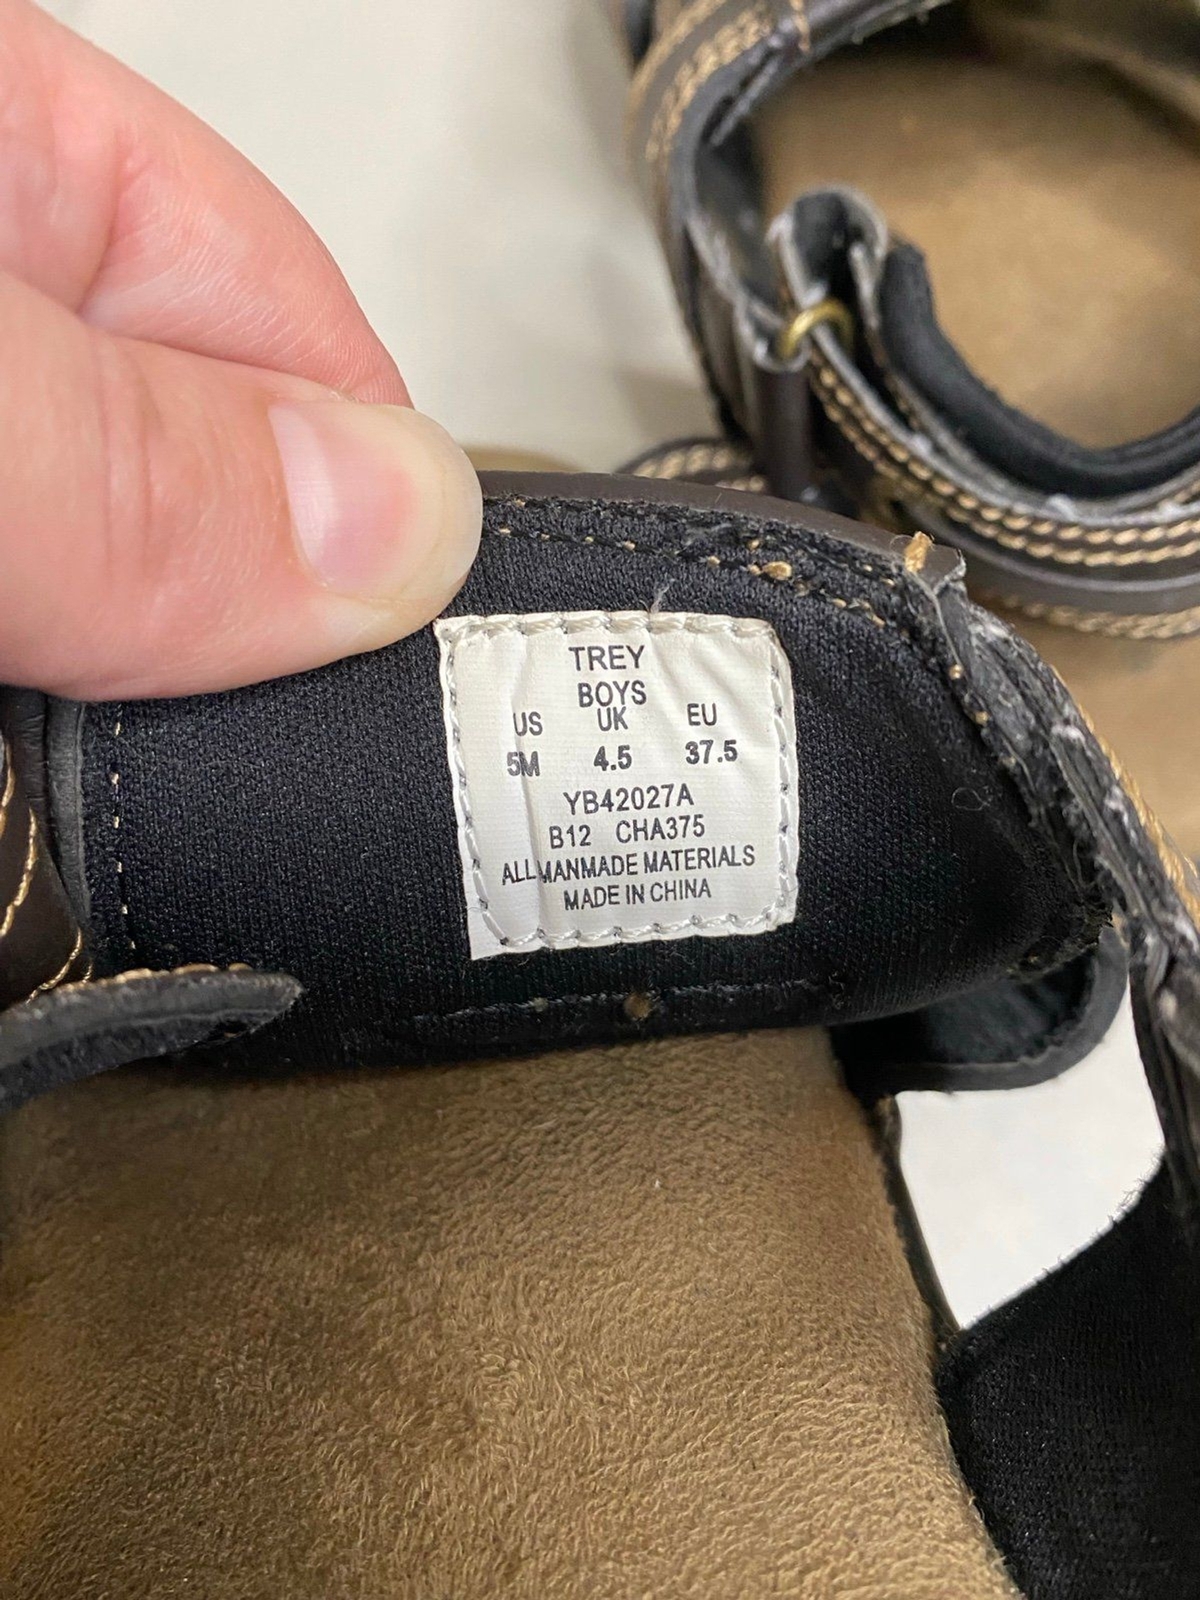 TREY
BOYS
US UK EU
5M 4.5 37.5
YB42027A
B12 CHA375
ALL MANMADE MATERIALS
MADE IN CHINA